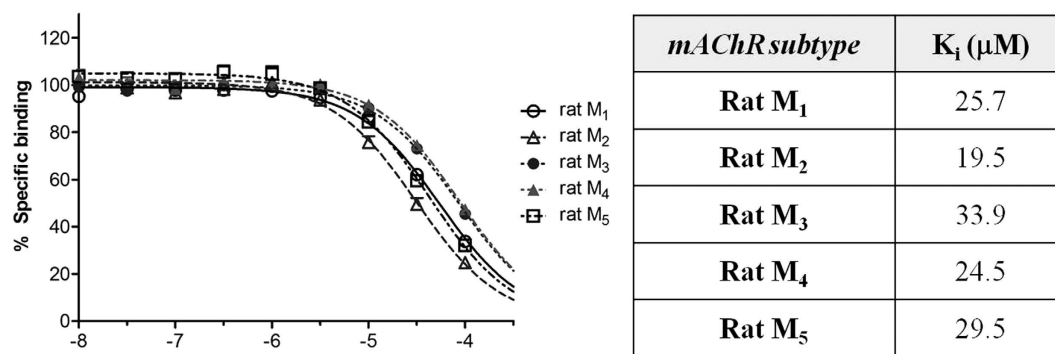 % Specific binding
120
100
80
60
40
20
0
-8 -7 -6 -5 -4
rat M₁
rat M₂
rat M₃
rat M₄
rat M₅
mAChR subtype Kᵢ (μM)
Rat M₁ 25.7
Rat M₂ 19.5
Rat M₃ 33.9
Rat M₄ 24.5
Rat M₅ 29.5